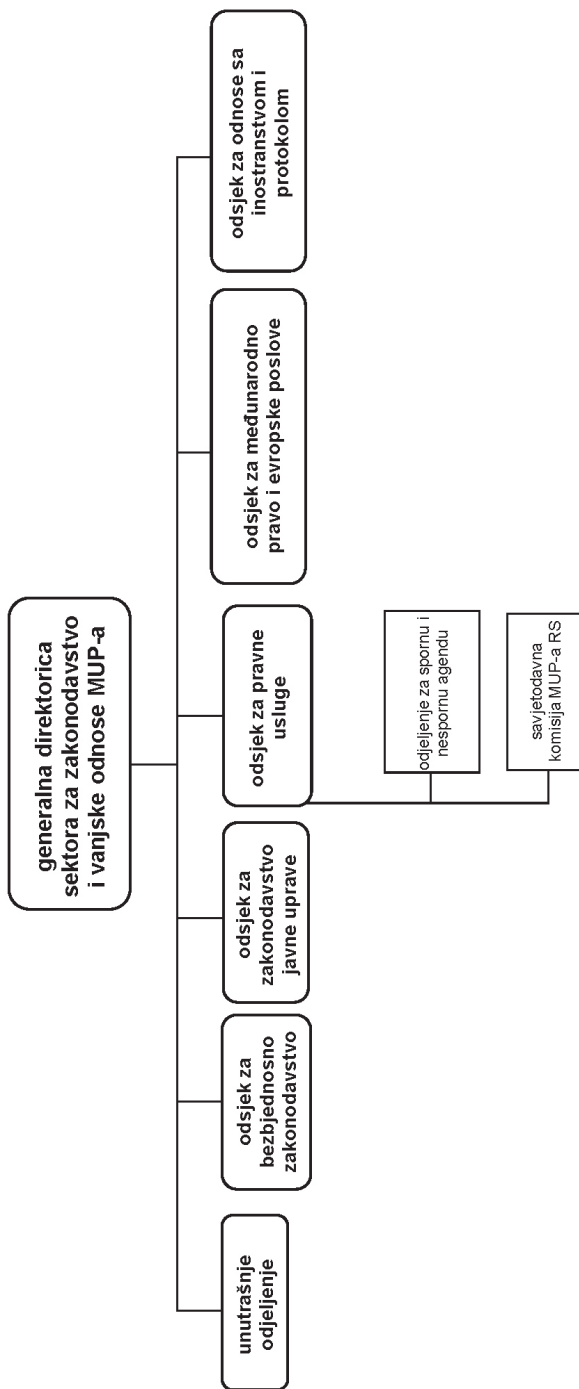 generalna direktorica
sektora za zakonodavstvo
i vanjske odnose MUP-a
unutrašnje
odjeljenje
odsjek za
bezbjednosno
zakonodavstvo
odsjek za
zakonodavstvo
javne uprave
odsjek za pravne
usluge
odsjek za međunarodno
pravo i evropske poslove
odsjek za odnose sa
inostranstvom i
protokolom
odjeljenje za spornu i
nespornu agendu
savjetodavna
komisija MUP-a RS